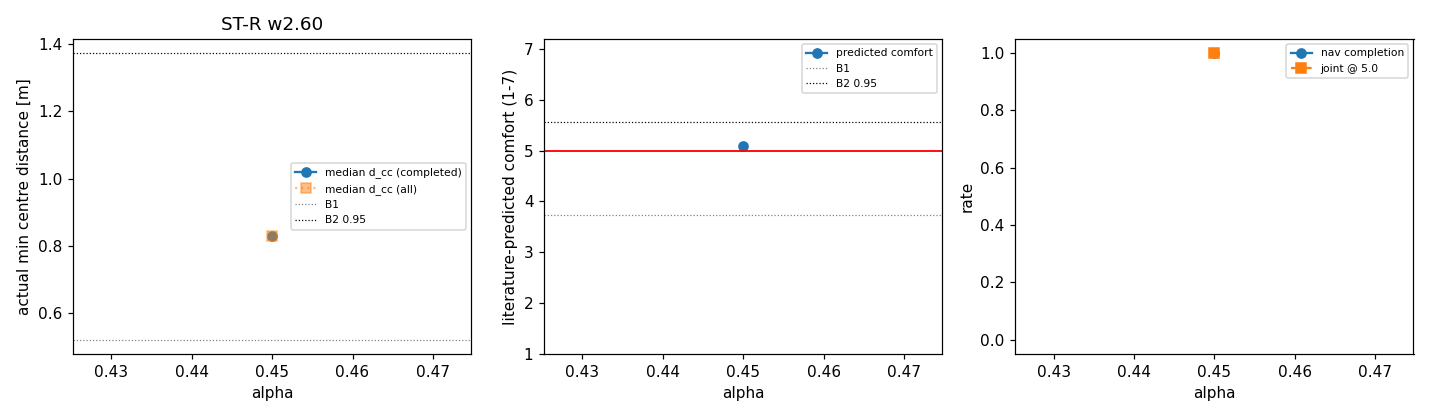 ST-R w2.60
actual min centre distance [m]
1.4
1.2
1.0
0.8
0.6
median d_cc (completed)
median d_cc (all)
B1
B2 0.95
0.43
0.44
0.45
0.46
0.47
alpha
literature-predicted comfort (1-7)
7
6
5
4
3
2
1
predicted comfort
B1
B2 0.95
0.43
0.44
0.45
0.46
0.47
alpha
rate
1.0
0.8
0.6
0.4
0.2
0.0
nav completion
joint @ 5.0
0.43
0.44
0.45
0.46
0.47
alpha